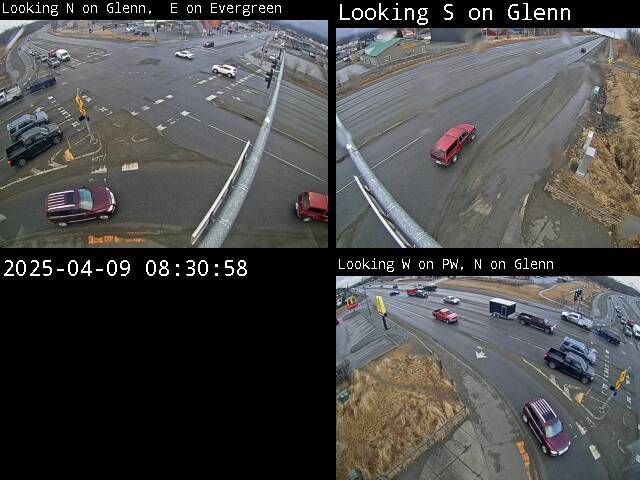 Looking N on Glenn, E on Evergreen
Looking S on Glenn
2025-04-09 08:30:58
Looking W on PW, N on Glenn